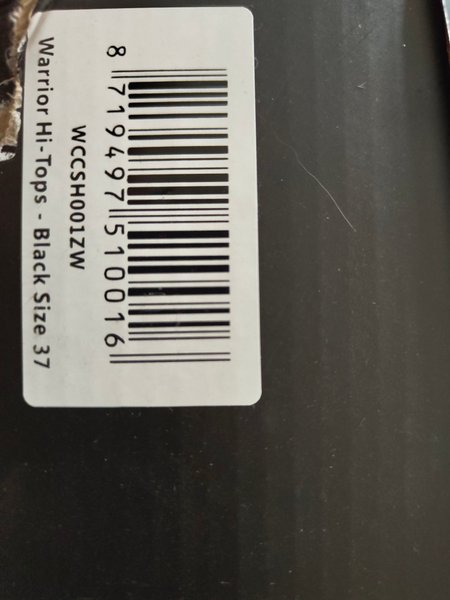 8 719497 510016
WCCSH001ZW
Warrior Hi-Tops - Black Size 37